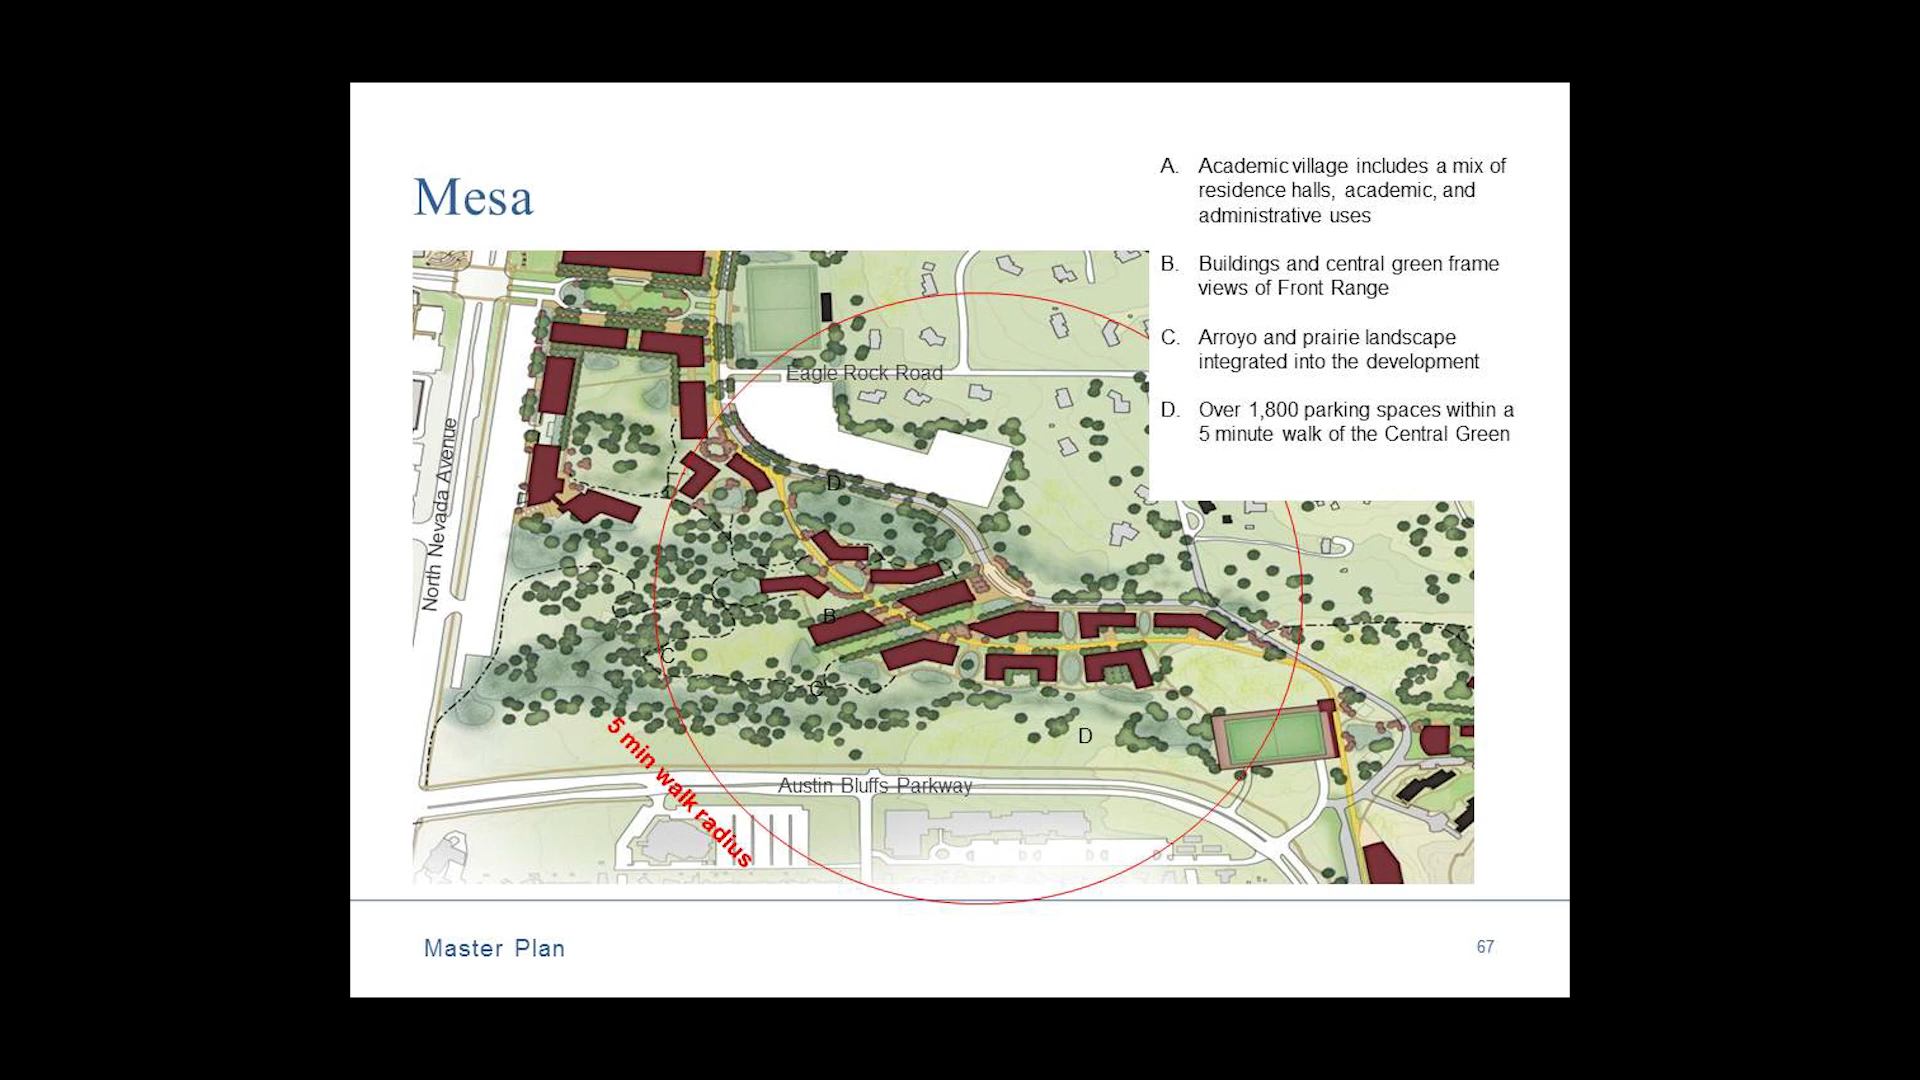 Mesa
A. Academic village includes a mix of
residence halls, academic, and
administrative uses
B. Buildings and central green frame
views of Front Range
C. Arroyo and prairie landscape
integrated into the development
D. Over 1,800 parking spaces within a
5 minute walk of the Central Green
Eagle Rock Road
North Nevada Avenue
D
B
C
C
D
5 min walk radius
Austin Bluffs Parkway
Master Plan
67